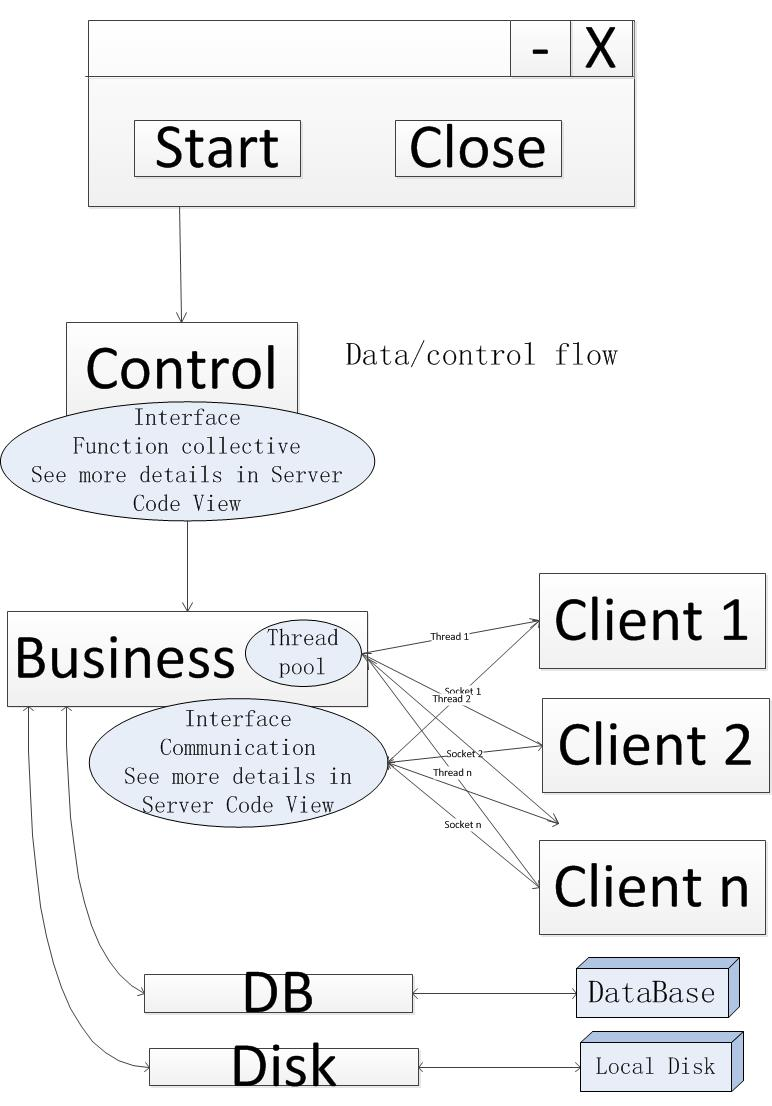 - X
Start Close
Control
Data/control flow
Interface
Function collective
See more details in Server
Code View
Business
Thread
pool
Thread 1
Client 1
Socket 1
Thread 2
Interface
Communication
See more details in
Server Code View
Socket 2
Client 2
Thread n
Socket n
Client n
DB
DataBase
Disk
Local Disk